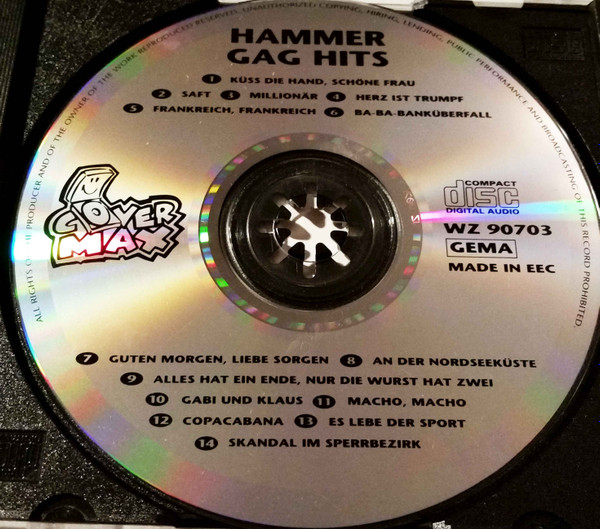 ALL RIGHTS OF THE PRODUCER AND OF THE OWNER OF THE WORK REPRODUCED RESERVED. UNAUTHORIZED COPYING, HIRING, LENDING, PUBLIC PERFORMANCE AND BROADCASTING OF THIS RECORD PROHIBITED.
HAMMER
GAG HITS
1 KÜSS DIE HAND, SCHÖNE FRAU
2 SAFT 3 MILLIONÄR 4 HERZ IST TRUMPF
5 FRANKREICH, FRANKREICH 6 BA-BA-BANKÜBERFALL
CLOVER
MAX
COMPACT
disc
DIGITAL AUDIO
WZ 90703
GEMA
MADE IN EEC
7 GUTEN MORGEN, LIEBE SORGEN 8 AN DER NORDSEEKÜSTE
9 ALLES HAT EIN ENDE, NUR DIE WURST HAT ZWEI
10 GABI UND KLAUS 11 MACHO, MACHO
12 COPACABANA 13 ES LEBE DER SPORT
14 SKANDAL IM SPERRBEZIRK